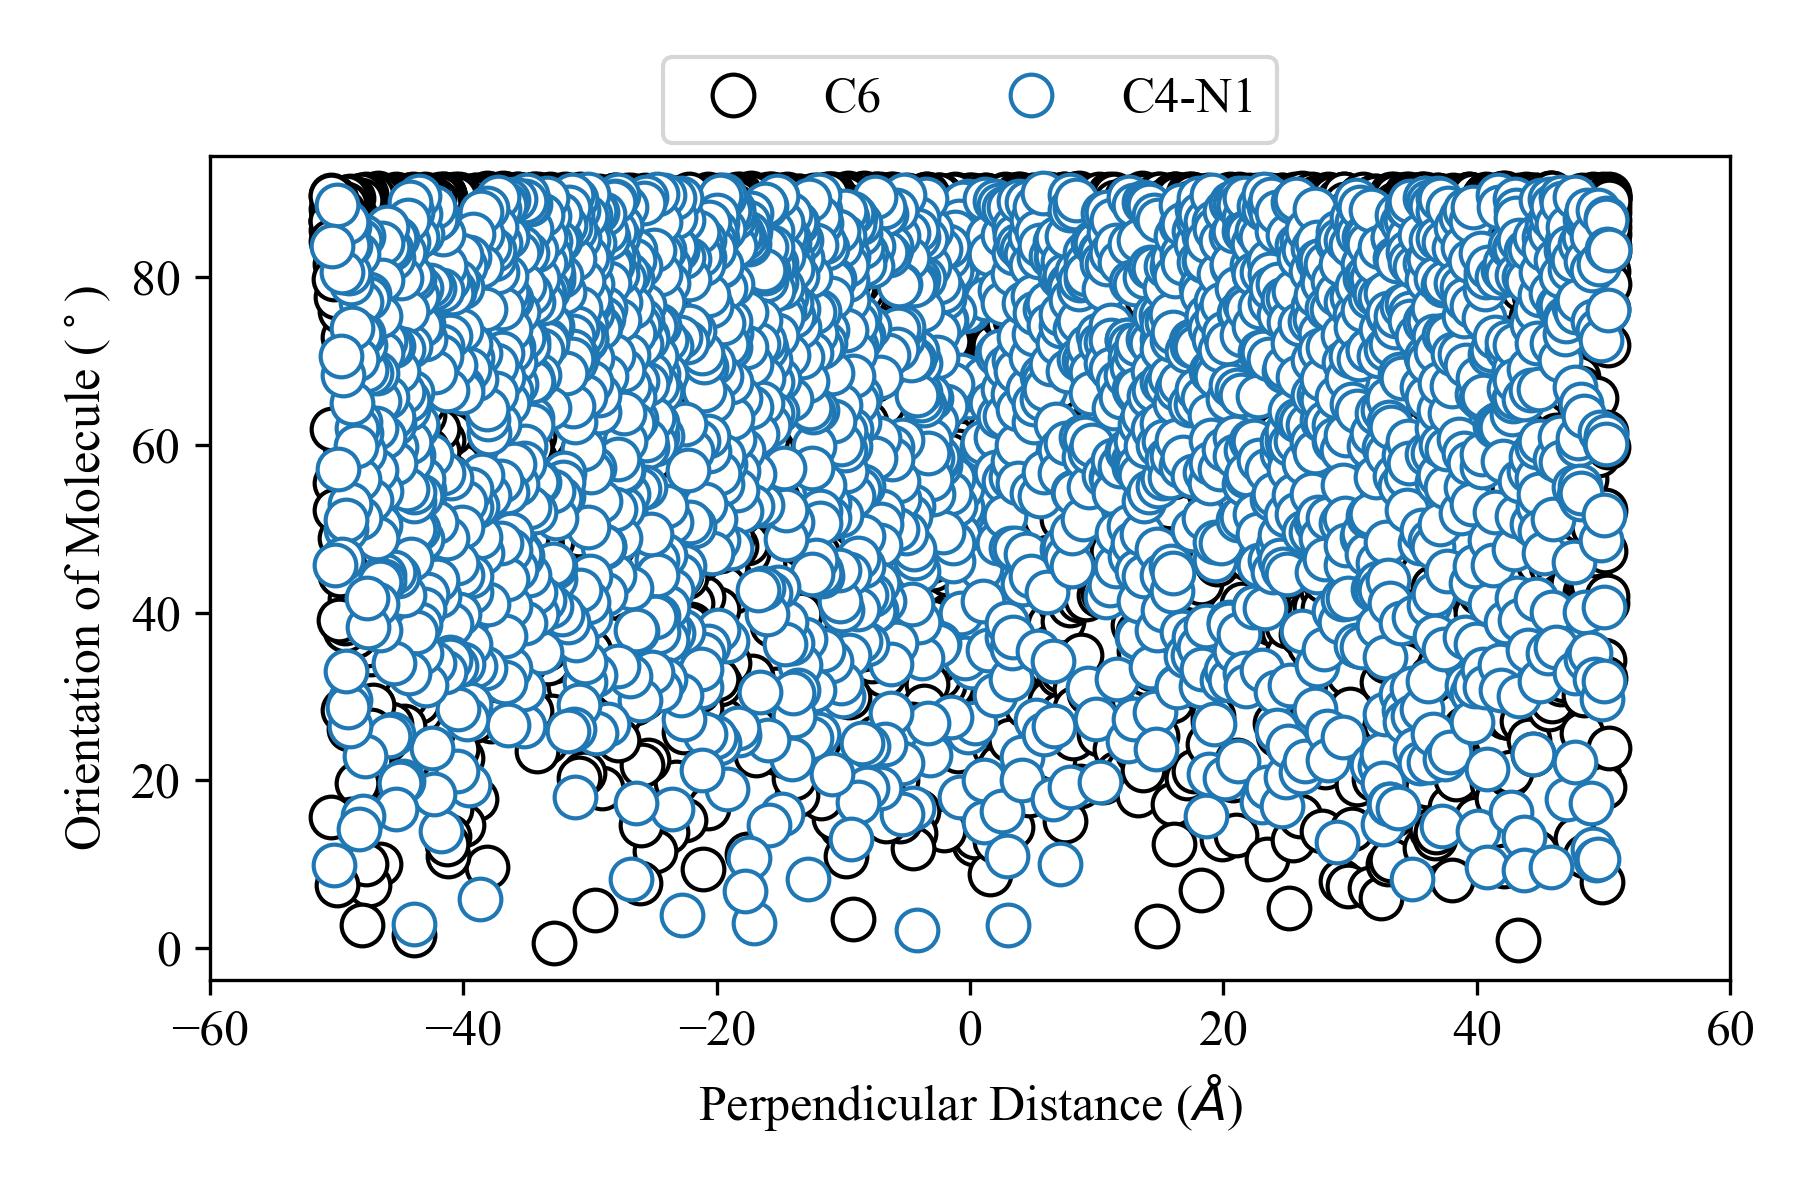 C6 C4-N1
Orientation of Molecule (°)
80
60
40
20
0
−60 −40 −20 0 20 40 60
Perpendicular Distance (Å)